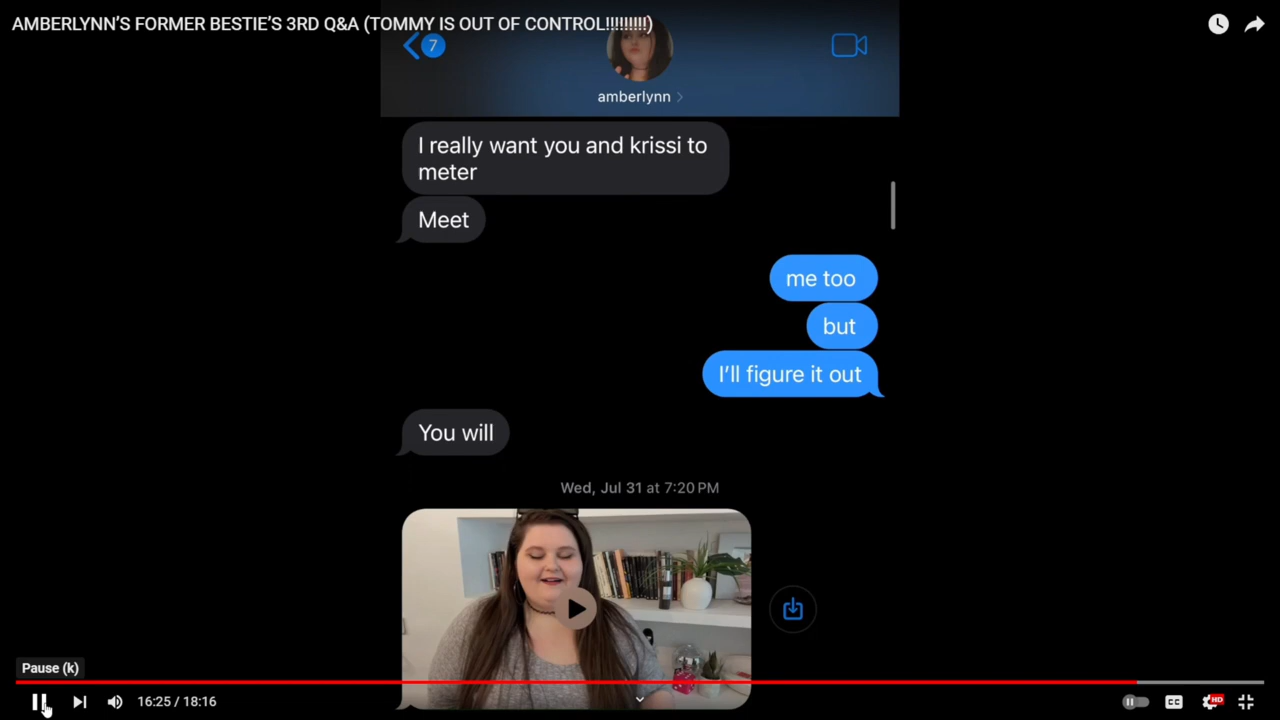 AMBERLYNN'S FORMER BESTIE'S 3RD Q&A (TOMMY IS OUT OF CONTROL!!!!!!!!!)
7
amberlynn
I really want you and krissi to
meter
Meet
me too
but
I'll figure it out
You will
Wed, Jul 31 at 7:20 PM
Pause (k)
16:25 / 18:16
CC
HD